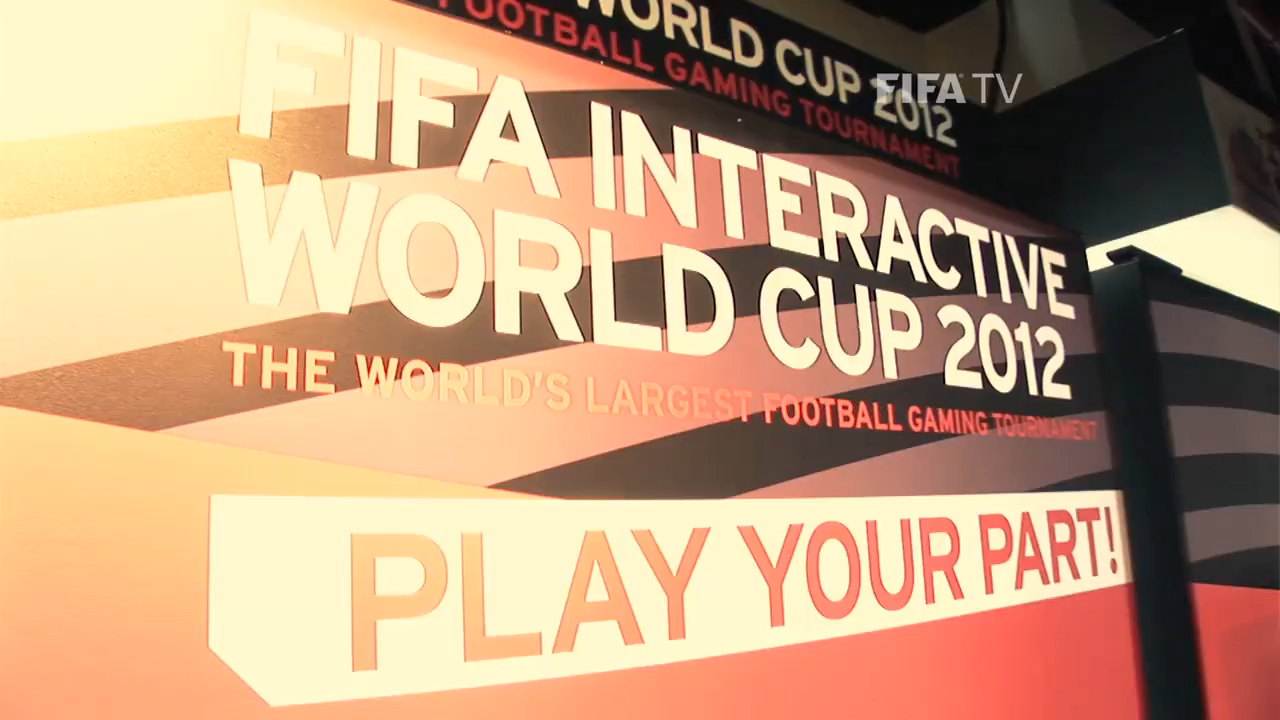 WORLD CUP 2012
FOOTBALL GAMING TOURNAMENT
FIFA TV
FIFA INTERACTIVE
WORLD CUP 2012
THE WORLD'S LARGEST FOOTBALL GAMING TOURNAMENT
PLAY YOUR PART!